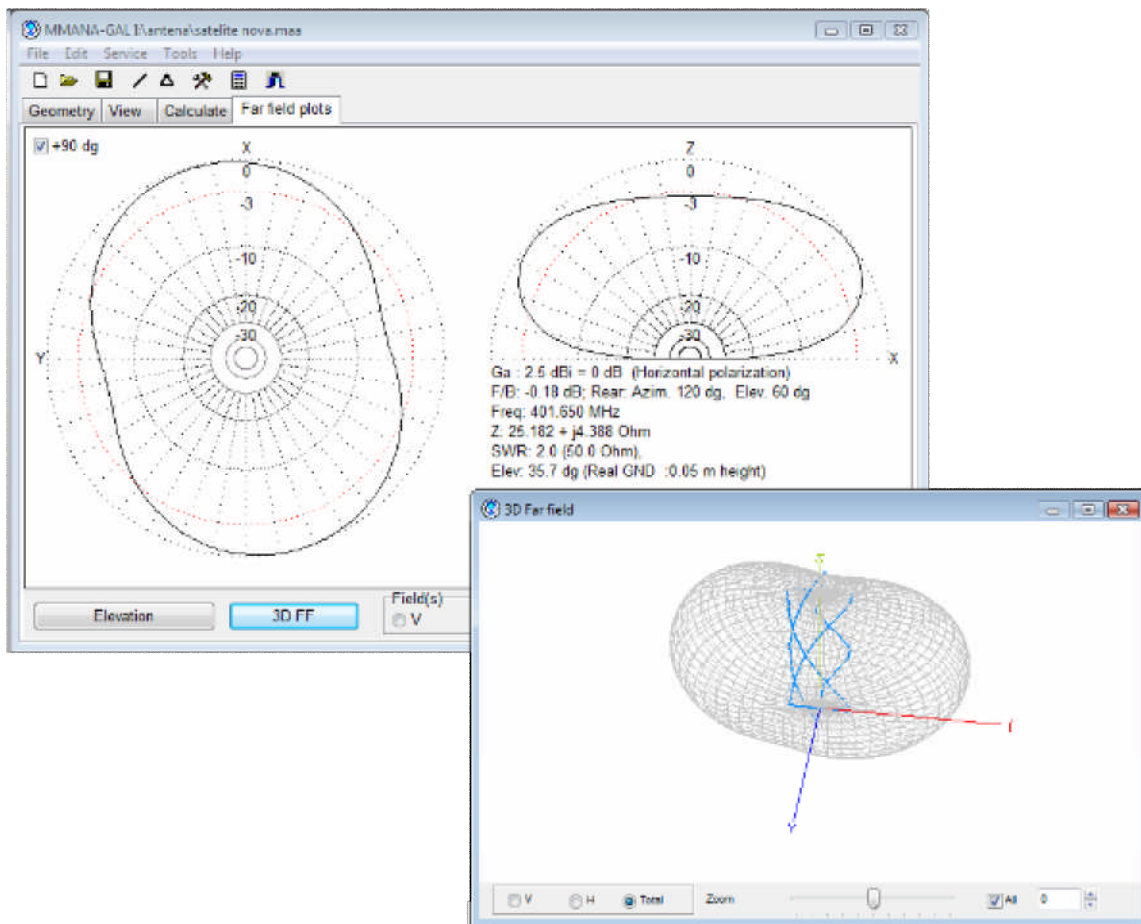 MMANA-GAL I:\antena\satelite nova.maa
File Edit Service Tools Help
Geometry View Calculate Far field plots
+90 dg
X
0
-3
-10
-20
-30
Y
Z
0
-3
-10
-20
-30
X
Ga : 2.5 dBi = 0 dB (Horizontal polarization)
F/B: -0.18 dB; Rear: Azim. 120 dg, Elev. 60 dg
Freq: 401.650 MHz
Z: 25.182 + j4.388 Ohm
SWR: 2.0 (50.0 Ohm),
Elev: 35.7 dg (Real GND :0.05 m height)
Elevation
3D FF
Field(s)
V
3D Far field
Z
Y
V
H
Total
Zoom
All
0